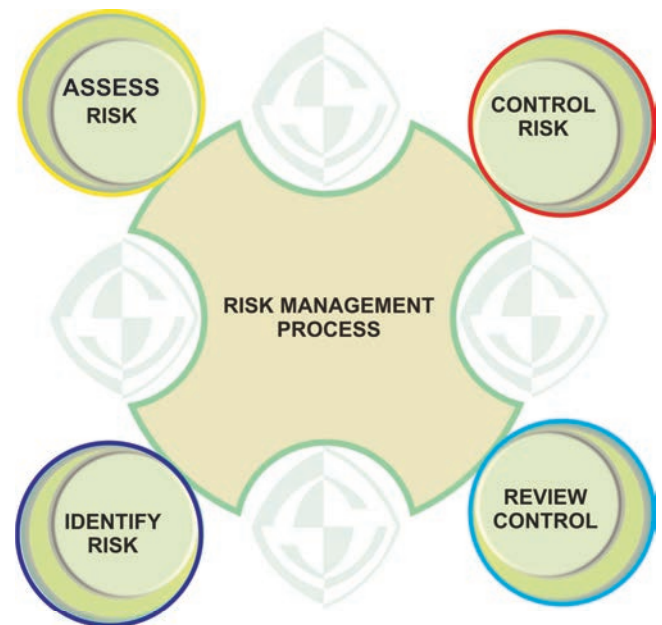 ASSESS
RISK
CONTROL
RISK
RISK MANAGEMENT
PROCESS
IDENTIFY
RISK
REVIEW
CONTROL